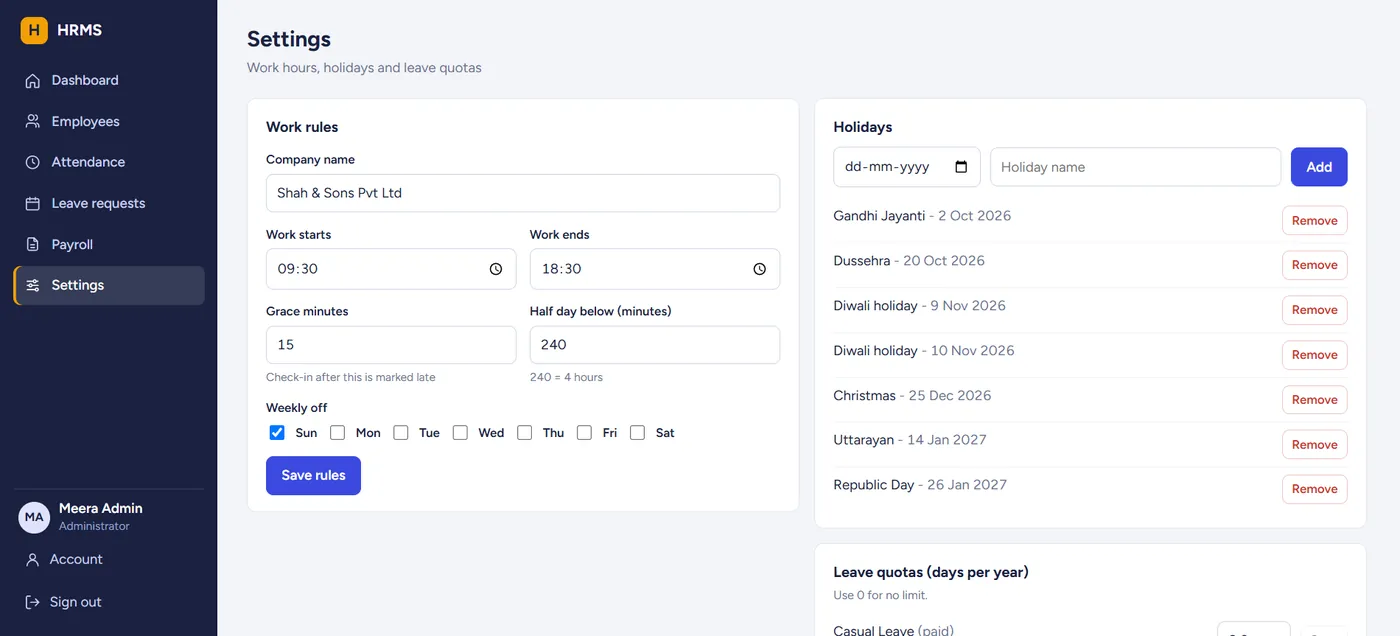 H HRMS
Dashboard
Employees
Attendance
Leave requests
Payroll
Settings
MA Meera Admin
Administrator
Account
Sign out
Settings
Work hours, holidays and leave quotas
Work rules
Company name
Shah & Sons Pvt Ltd
Work starts Work ends
09:30 18:30
Grace minutes Half day below (minutes)
15 240
Check-in after this is marked late 240 = 4 hours
Weekly off
Sun Mon Tue Wed Thu Fri Sat
Save rules
Holidays
dd-mm-yyyy Holiday name Add
Gandhi Jayanti - 2 Oct 2026 Remove
Dussehra - 20 Oct 2026 Remove
Diwali holiday - 9 Nov 2026 Remove
Diwali holiday - 10 Nov 2026 Remove
Christmas - 25 Dec 2026 Remove
Uttarayan - 14 Jan 2027 Remove
Republic Day - 26 Jan 2027 Remove
Leave quotas (days per year)
Use 0 for no limit.
Casual Leave (paid)